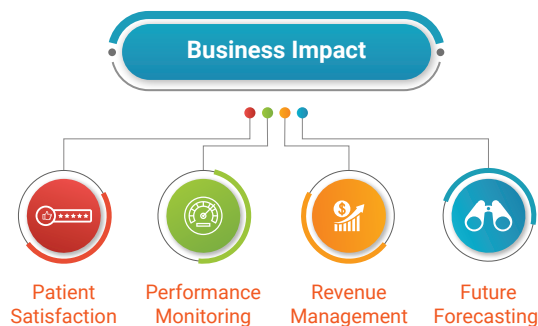 Business Impact
Patient
Satisfaction
Performance
Monitoring
Revenue
Management
Future
Forecasting